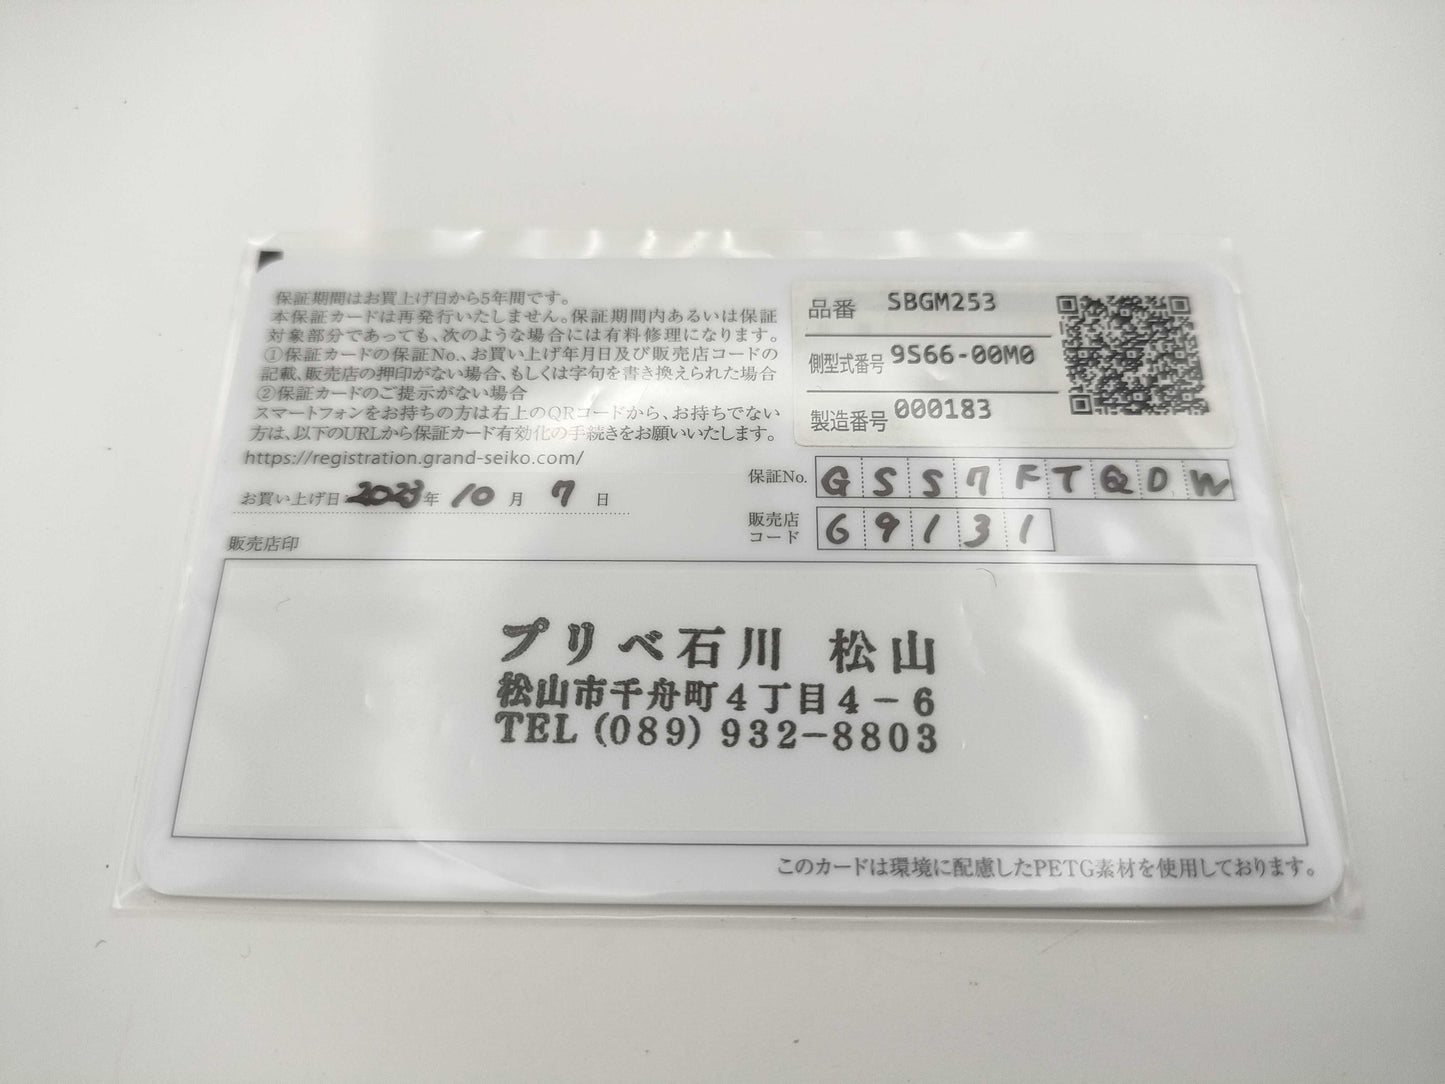 保証期間はお買上げ日から5年間です。
本保証カードは再発行いたしません。保証期間内あるいは保証
対象部分であっても、次のような場合には有料修理になります。
①保証カードの保証No.、お買い上げ年月日及び販売店コードの
記載、販売店の押印がない場合、もしくは字句を書き換えられた場合
②保証カードのご提示がない場合
スマートフォンをお持ちの方は右上のQRコードから、お持ちでない
方は、以下のURLから保証カード有効化の手続きをお願いいたします。
https://registration.grand-seiko.com/
お買い上げ日: 2023年 10 月 7 日
品番 SBGM253
側型式番号 9S66-00M0
製造番号 000183
保証No. GSS7FTQDW
販売店
コード 69131
販売店印
プリベ石川 松山
松山市千舟町4丁目4-6
TEL (089) 932-8803
このカードは環境に配慮したPETG素材を使用しております。